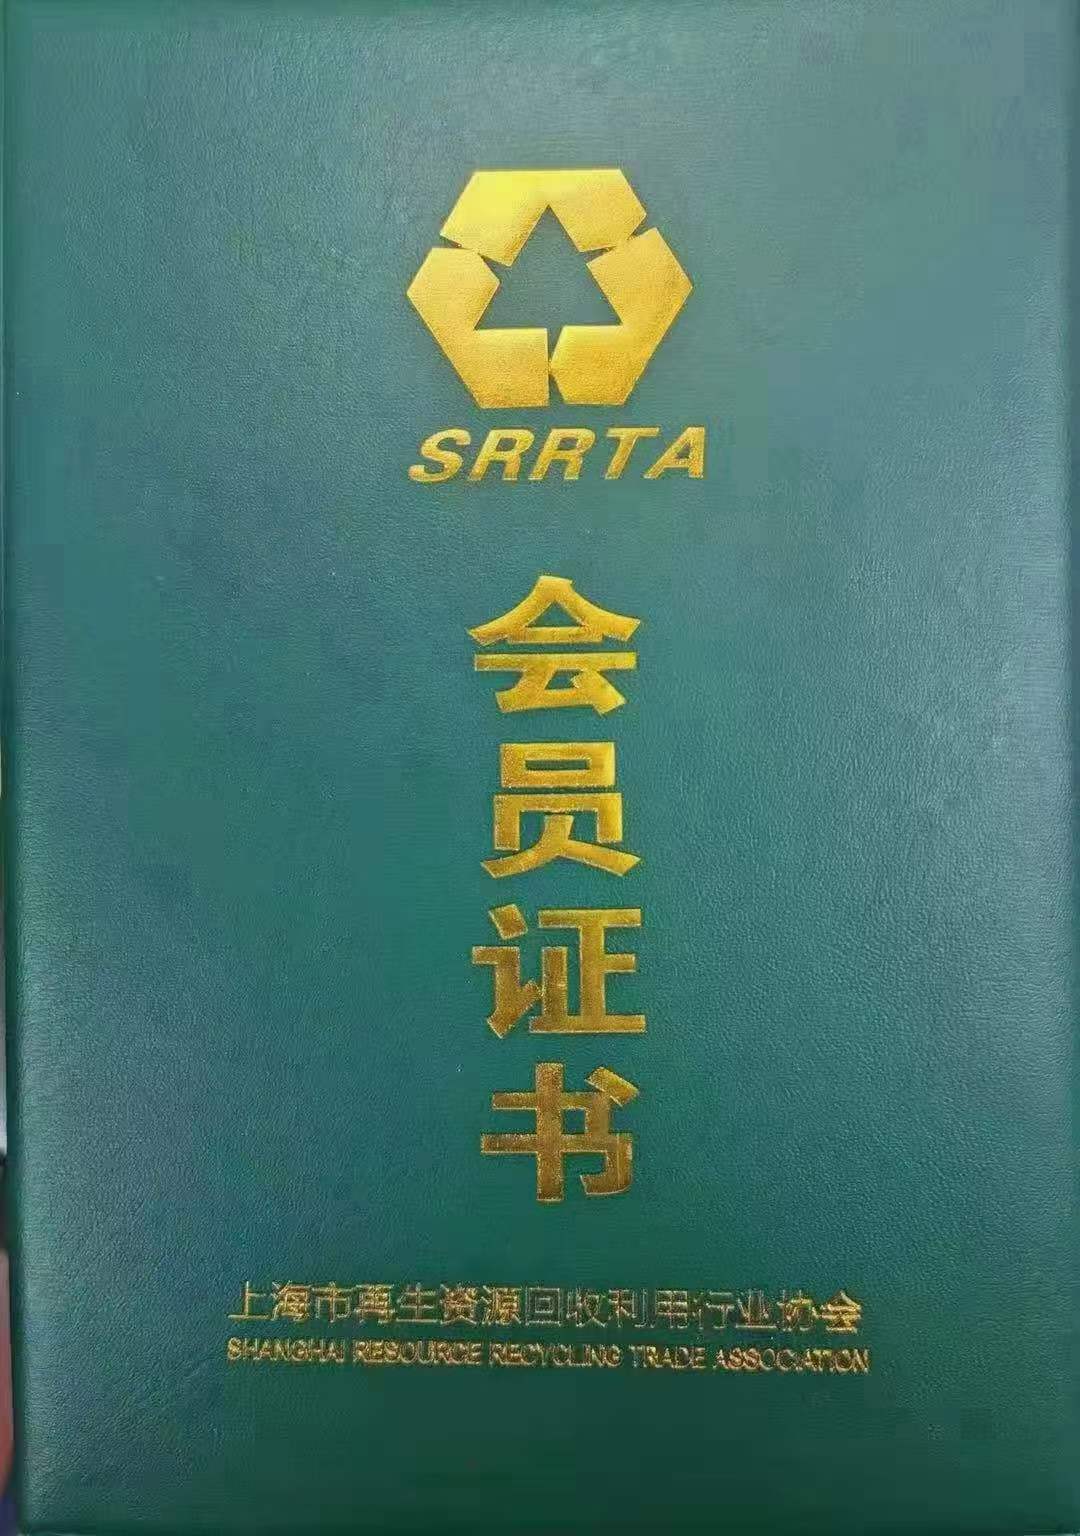 SRRTA
会员证书
上海市再生资源回收利用行业协会
SHANGHAI RESOURCE RECYCLING TRADE ASSOCIATION